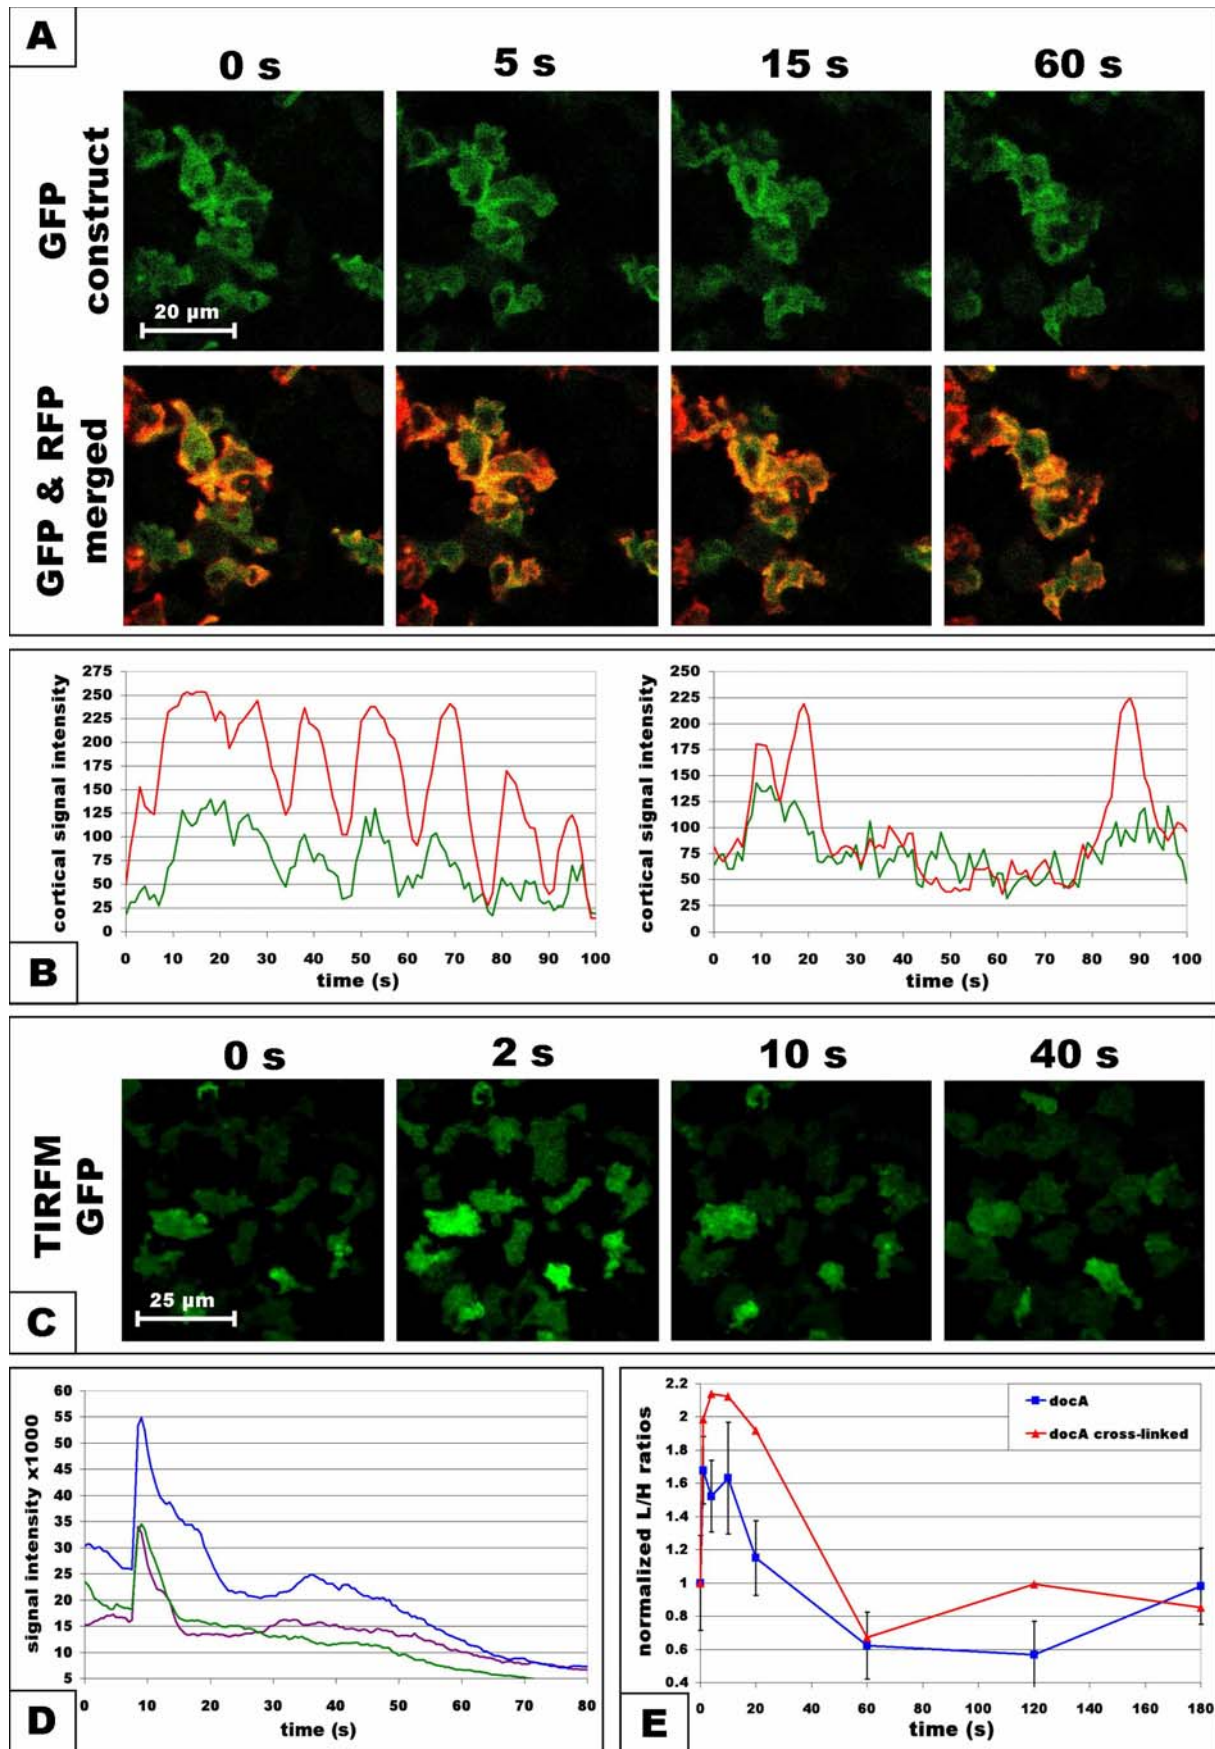 A
0 s 5 s 15 s 60 s
GFP
construct
20 µm
GFP & RFP
merged
275
250
225
200
175
150
125
100
75
50
25
0
cortical signal intensity
0 10 20 30 40 50 60 70 80 90 100
time (s)
250
225
200
175
150
125
100
75
50
25
0
cortical signal intensity
0 10 20 30 40 50 60 70 80 90 100
time (s)
B
0 s 2 s 10 s 40 s
TIRFM
GFP
25 µm
C
60
55
50
45
40
35
30
25
20
15
10
5
signal intensity x1000
0 10 20 30 40 50 60 70 80
time (s)
D
2.2
2
1.8
1.6
1.4
1.2
1
0.8
0.6
0.4
normalized L/H ratios
docA
docA cross-linked
0 20 40 60 80 100 120 140 160 180
time (s)
E